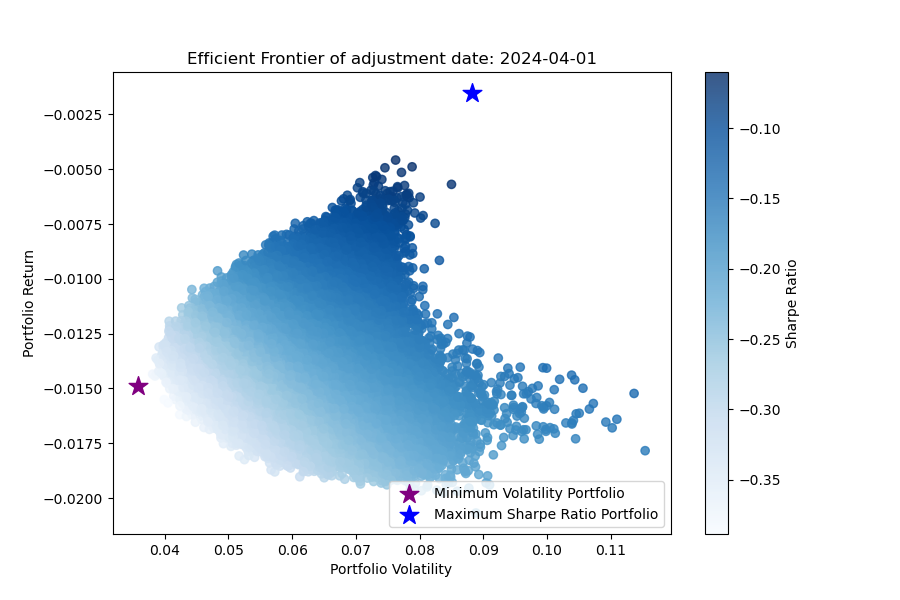 Efficient Frontier of adjustment date: 2024-04-01
−0.0025
−0.0050
−0.0075
−0.0100
−0.0125
−0.0150
−0.0175
−0.0200
Portfolio Return
0.04 0.05 0.06 0.07 0.08 0.09 0.10 0.11
Portfolio Volatility
Minimum Volatility Portfolio
Maximum Sharpe Ratio Portfolio
−0.10
−0.15
−0.20
−0.25
−0.30
−0.35
Sharpe Ratio